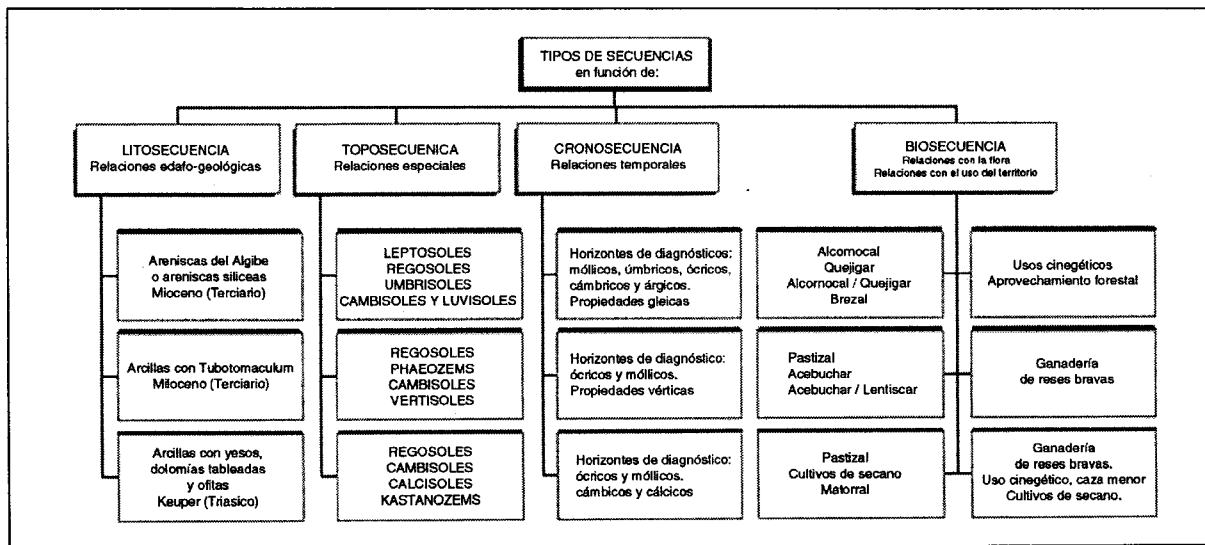 TIPOS DE SECUENCIAS
en función de:
LITOSECUENCIA
Relaciones edafo-geológicas
TOPOSECUENICA
Relaciones especiales
CRONOSECUENCIA
Relaciones temporales
BIOSECUENCIA
Relaciones con la flora
Relaciones con el uso del territorio
Areniscas del Algibe
o areniscas silíceas
Mioceno (Terciario)
LEPTOSOLES
REGOSOLES
UMBRISOLES
CAMBISOLES Y LUVISOLES
Horizontes de diagnósticos:
móllicos, úmbricos, ócricos,
cámbricos y árgicos.
Propiedades gleicas
Alcornocal
Quejigar
Alcornocal / Quejigar
Brezal
Usos cinegéticos
Aprovechamiento forestal
Arcillas con Tubotomaculum
Mioceno (Terciario)
REGOSOLES
PHAEOZEMS
CAMBISOLES
VERTISOLES
Horizontes de diagnóstico:
ócricos y móllicos.
Propiedades vérticas
Pastizal
Acebuchar
Acebuchar / Lentiscar
Ganadería
de reses bravas
Arcillas con yesos,
dolomías tableadas
y ofitas
Keuper (Triasico)
REGOSOLES
CAMBISOLES
CALCISOLES
KASTANOZEMS
Horizontes de diagnóstico:
ócricos y móllicos.
cámbicos y cálcicos
Pastizal
Cultivos de secano
Matorral
Ganadería
de reses bravas.
Uso cinegético, caza menor
Cultivos de secano.